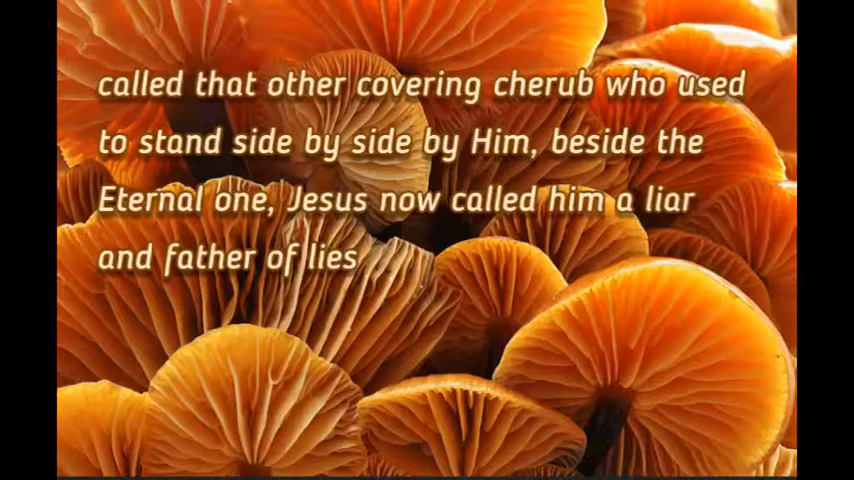 called that other covering cherub who used
to stand side by side by Him, beside the
Eternal one, Jesus now called him a liar
and father of lies